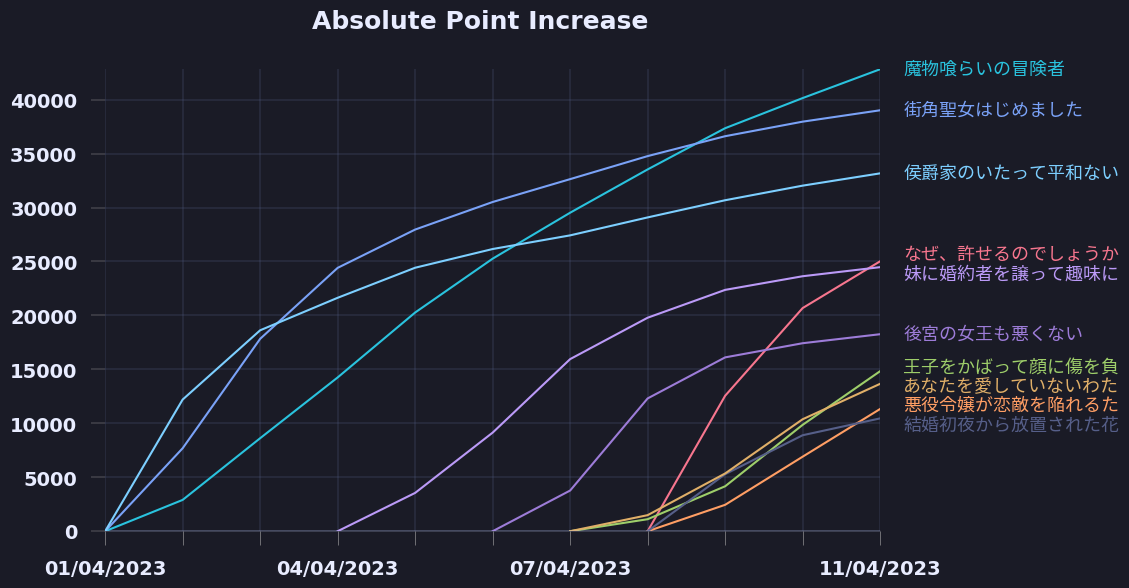 Absolute Point Increase
魔物喰らいの冒険者
40000
街角聖女はじめました
35000
侯爵家のいたって平和ない
30000
なぜ、許せるのでしょうか
25000
妹に婚約者を譲って趣味に
20000
後宮の女王も悪くない
15000
王子をかばって顔に傷を負
あなたを愛していないわた
悪役令嬢が恋敵を陥れるた
10000
結婚初夜から放置された花
5000
0
01/04/2023 04/04/2023 07/04/2023 11/04/2023